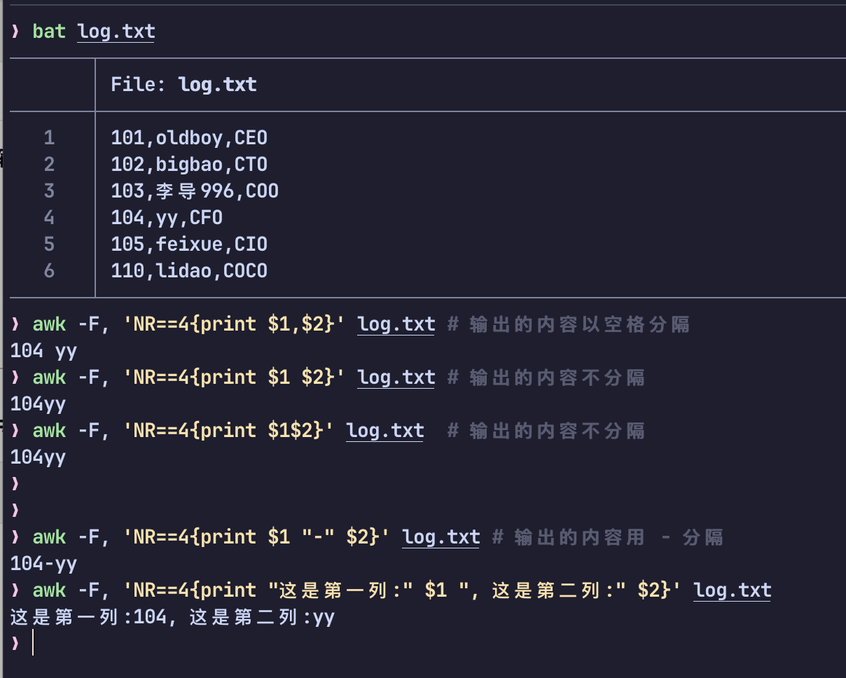 ❯ bat log.txt
File: log.txt
1 101,oldboy,CEO
2 102,bigbao,CTO
3 103,李导996,COO
4 104,yy,CFO
5 105,feixue,CIO
6 110,lidao,COCO
❯ awk -F, 'NR==4{print $1,$2}' log.txt # 输出的内容以空格分隔
104 yy
❯ awk -F, 'NR==4{print $1 $2}' log.txt # 输出的内容不分隔
104yy
❯ awk -F, 'NR==4{print $1$2}' log.txt  # 输出的内容不分隔
104yy
❯
❯
❯ awk -F, 'NR==4{print $1 "-" $2}' log.txt # 输出的内容用 - 分隔
104-yy
❯ awk -F, 'NR==4{print "这是第一列:" $1 ", 这是第二列:" $2}' log.txt
这是第一列:104, 这是第二列:yy
❯